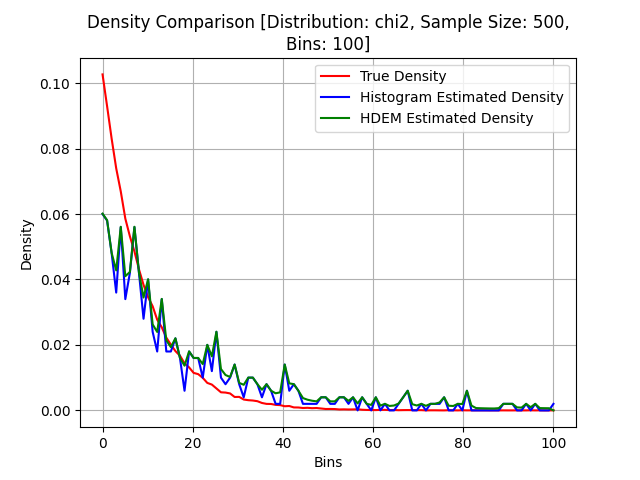 Density Comparison [Distribution: chi2, Sample Size: 500,
Bins: 100]
True Density
Histogram Estimated Density
HDEM Estimated Density
Density
0.10
0.08
0.06
0.04
0.02
0.00
0 20 40 60 80 100
Bins